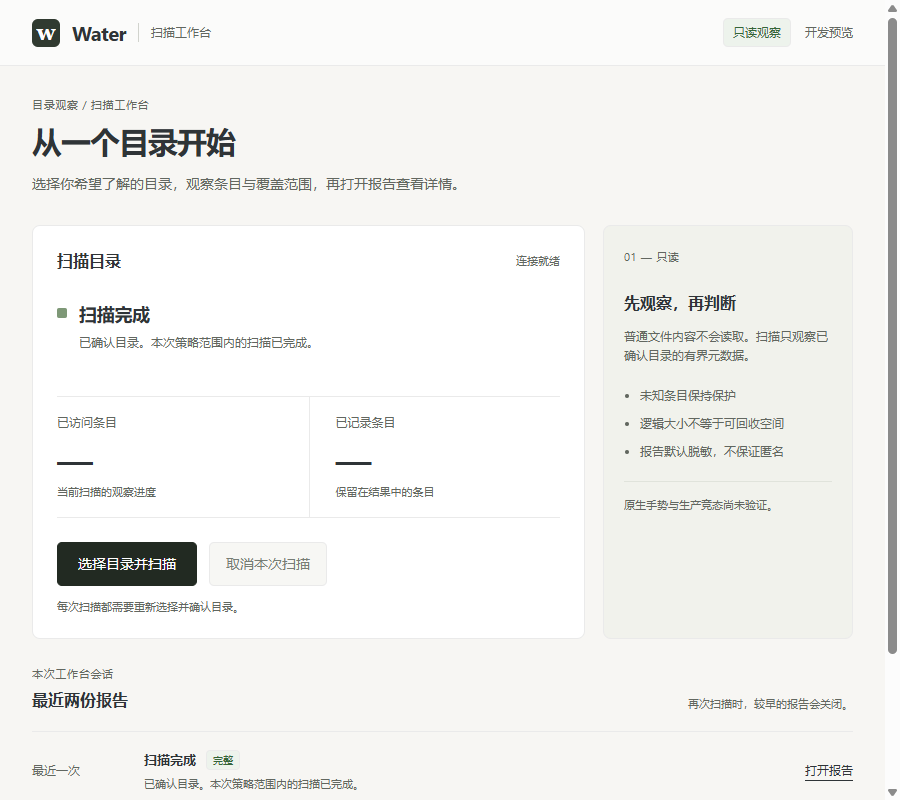 W Water 扫描工作台 只读观察 开发预览
目录观察 / 扫描工作台
从一个目录开始
选择你希望了解的目录，观察条目与覆盖范围，再打开报告查看详情。
扫描目录 连接就绪
扫描完成
已确认目录。本次策略范围内的扫描已完成。
已访问条目
—
当前扫描的观察进度
已记录条目
—
保留在结果中的条目
选择目录并扫描 取消本次扫描
每次扫描都需要重新选择并确认目录。
01 — 只读
先观察，再判断
普通文件内容不会读取。扫描只观察已
确认目录的有界元数据。
• 未知条目保持保护
• 逻辑大小不等于可回收空间
• 报告默认脱敏，不保证匿名
原生手势与生产竞态尚未验证。
本次工作台会话
最近两份报告
再次扫描时，较早的报告会关闭。
最近一次
扫描完成 完整
已确认目录。本次策略范围内的扫描已完成。
打开报告